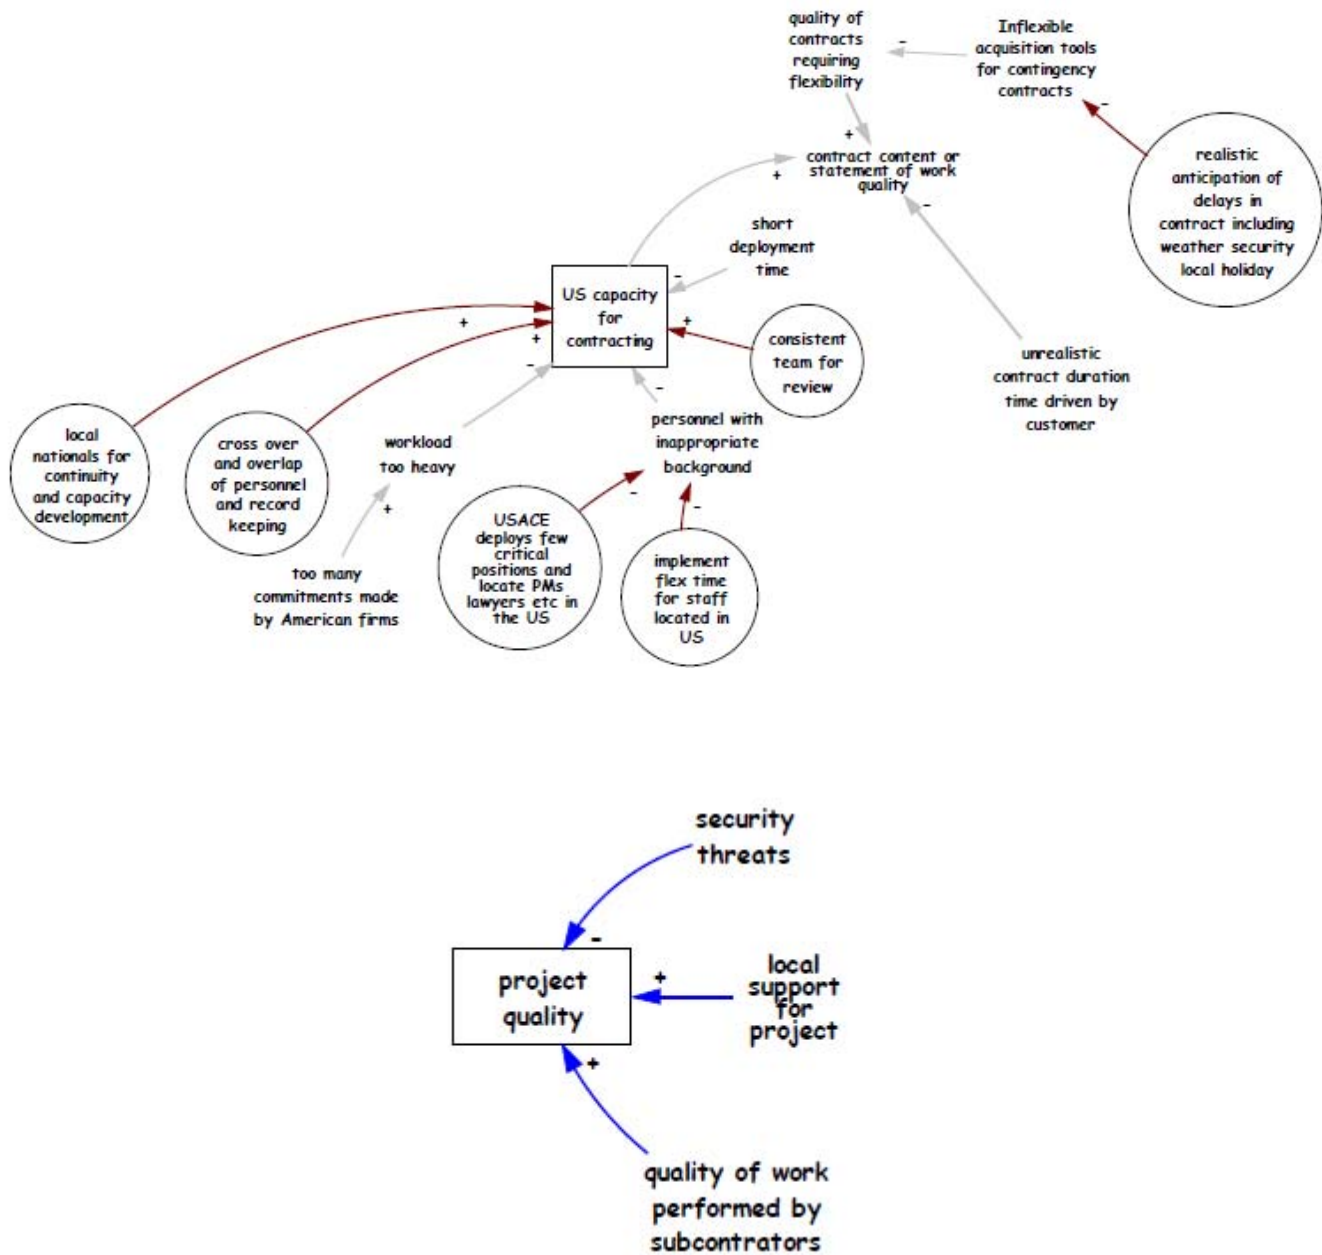 quality of
contracts
requiring
flexibility
-
Inflexible
acquisition tools
for contingency
contracts
-
realistic
anticipation of
delays in
contract including
weather security
local holiday
+
contract content or
statement of work
quality
+
-
short
deployment
time
-
US capacity
for
contracting
+
+
+
-
-
consistent
team for
review
unrealistic
contract duration
time driven by
customer
local
nationals for
continuity
and capacity
development
cross over
and overlap
of personnel
and record
keeping
workload
too heavy
+
personnel with
inappropriate
background
-
-
USACE
deploys few
critical
positions and
locate PMs
lawyers etc in
the US
implement
flex time
for staff
located in
US
too many
commitments made
by American firms
security
threats
-
project
quality
+
local
support
for
project
+
quality of work
performed by
subcontrators